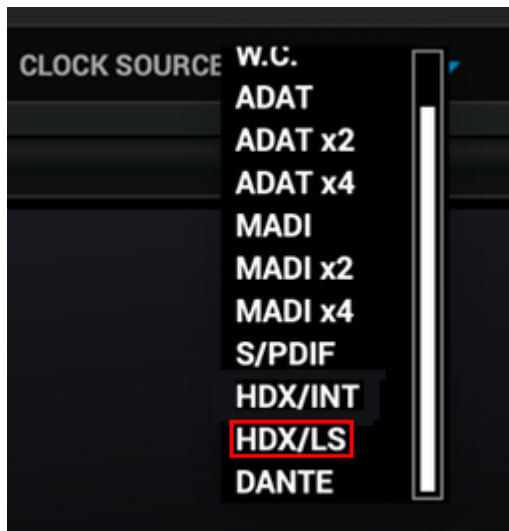 CLOCK SOURCE
W.C.
ADAT
ADAT x2
ADAT x4
MADI
MADI x2
MADI x4
S/PDIF
HDX/INT
HDX/LS
DANTE